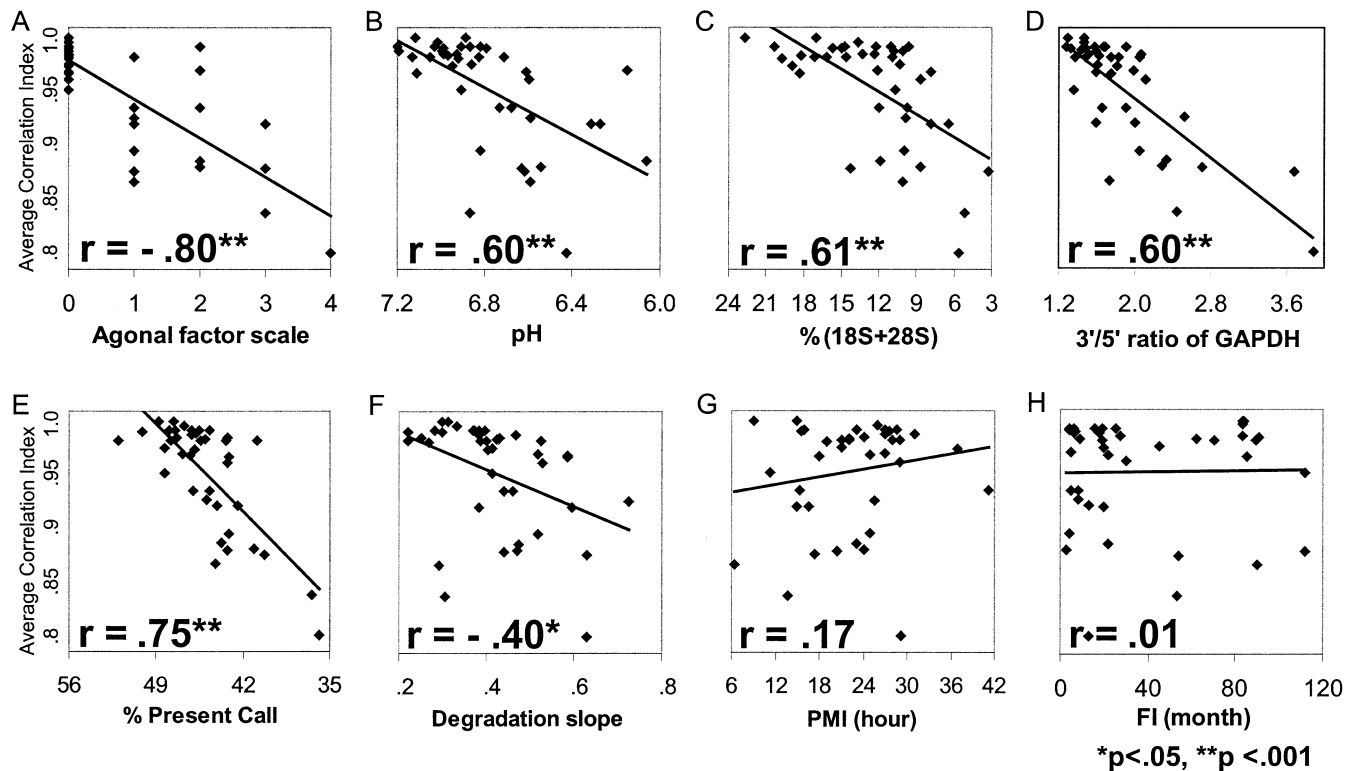 A
B
C
D
Average Correlation Index
1.0
.95
.9
.85
.8
r = - .80**
r = .60**
r = .61**
r = .60**
0 1 2 3 4
7.2 6.8 6.4 6.0
24 21 18 15 12 9 6 3
1.2 2.0 2.8 3.6
Agonal factor scale
pH
% (18S+28S)
3'/5' ratio of GAPDH
E
F
G
H
Average Correlation Index
1.0
.95
.9
.85
.8
r = .75**
r = - .40*
r = .17
r = .01
56 49 42 35
.2 .4 .6 .8
6 12 18 24 30 36 42
0 40 80 120
% Present Call
Degradation slope
PMI (hour)
FI (month)
*p<.05, **p <.001